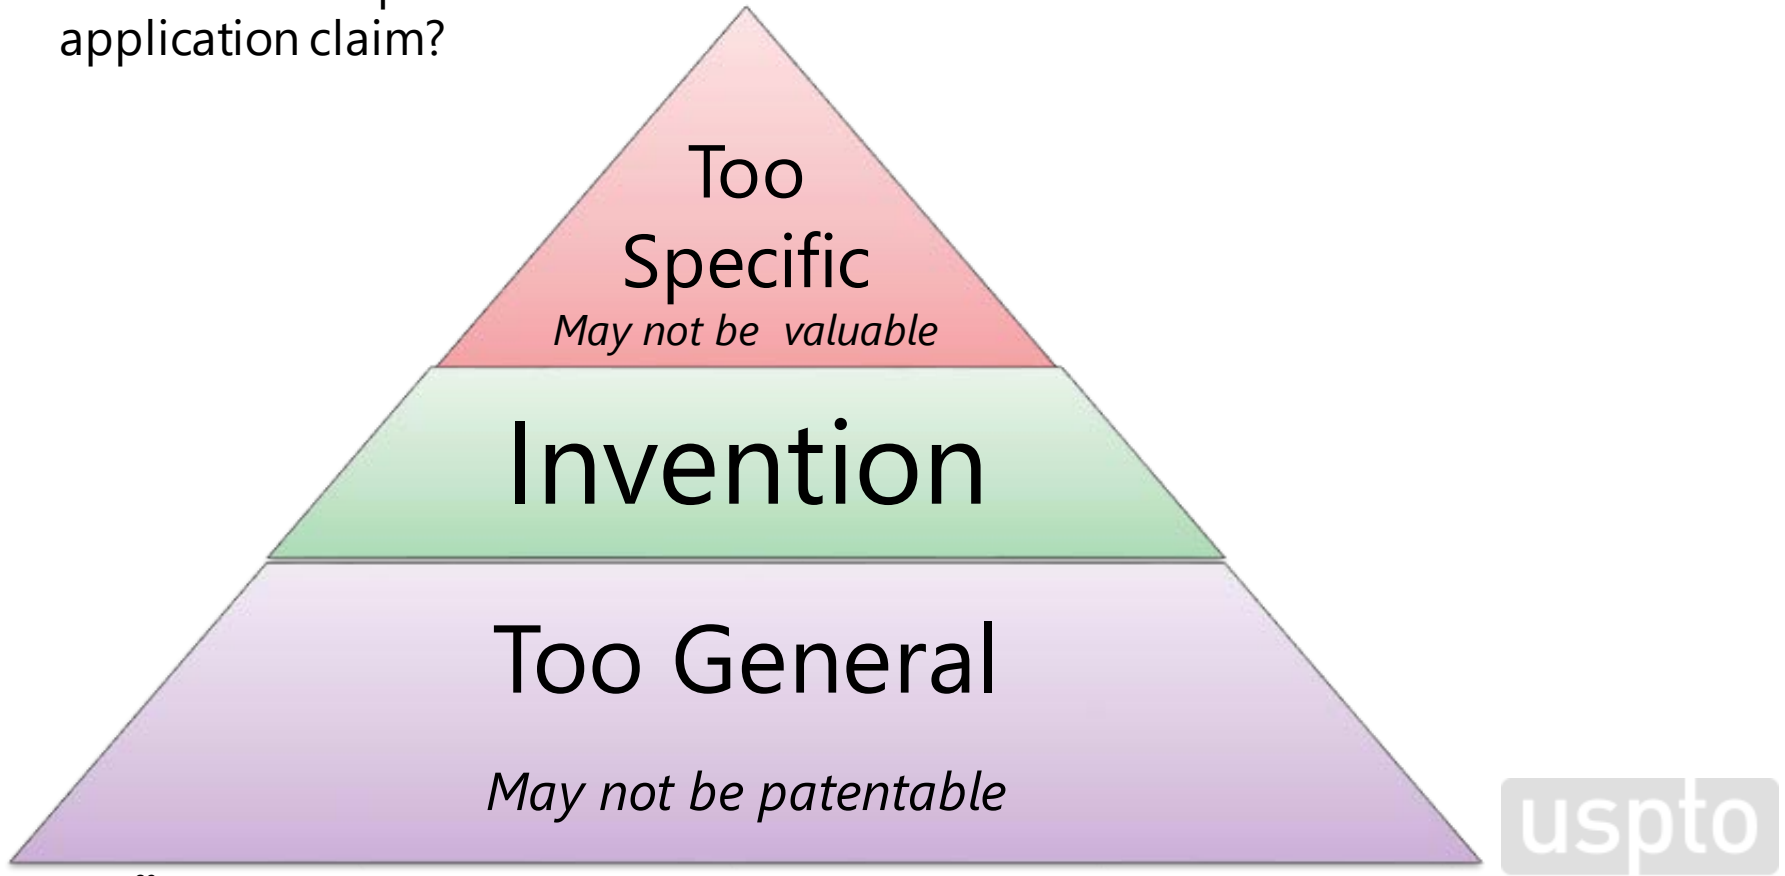 application claim?
Too
Specific
May not be valuable
Invention
Too General
May not be patentable
uspto